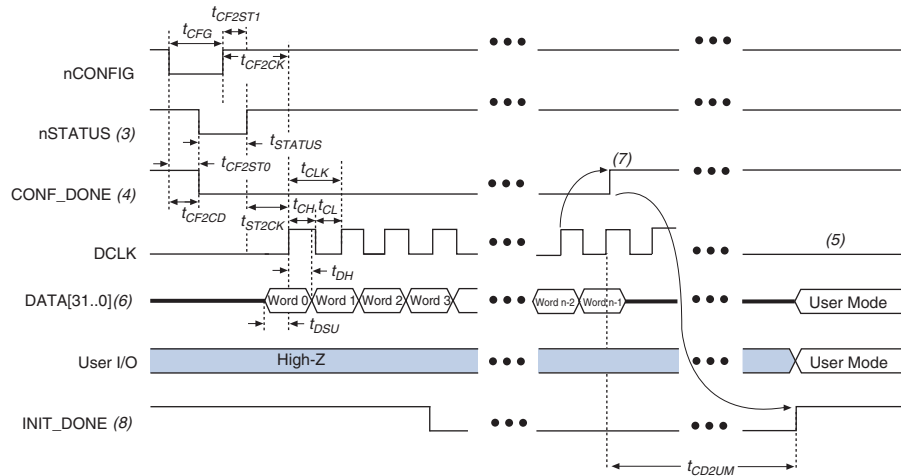 tCF2ST1
tCFG
tCF2CK
nCONFIG
nSTATUS (3)
tSTATUS
tCF2ST0
tCLK
(7)
CONF_DONE (4)
tCF2CD
tST2CK
tCH
tCL
(5)
DCLK
tDH
DATA[31..0](6)
Word 0
Word 1
Word 2
Word 3
Word n-2
Word n-1
User Mode
tDSU
User I/O
High-Z
User Mode
INIT_DONE (8)
tCD2UM